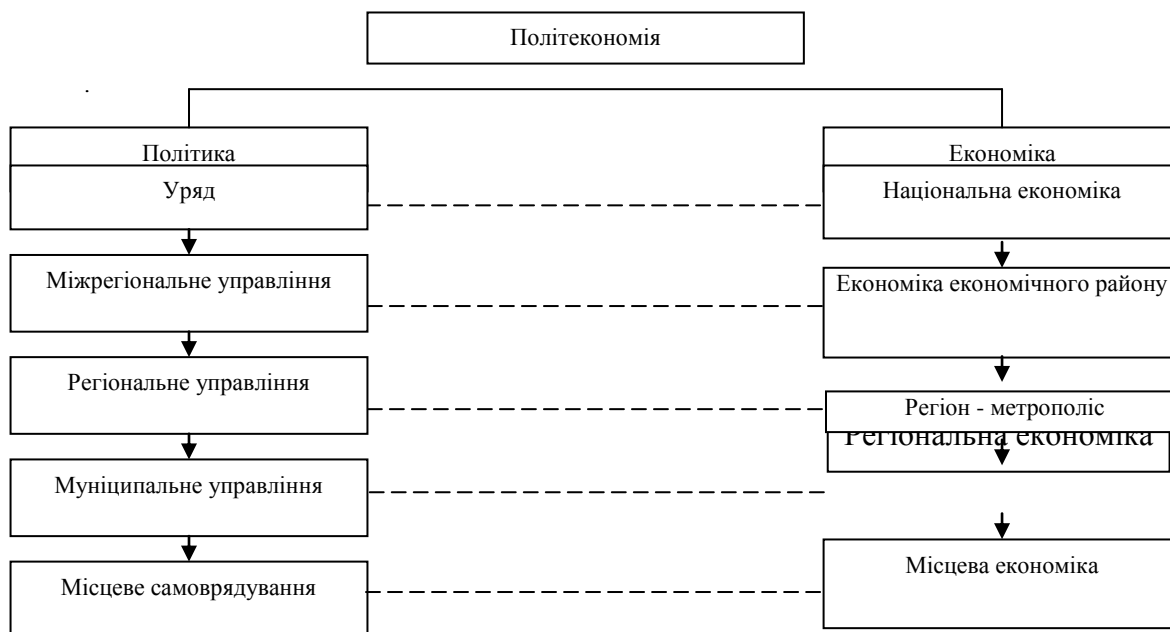 Політекономія
.
Політика
Економіка
Уряд
Національна економіка
Міжрегіональне управління
Економіка економічного району
Регіональне управління
Регіон - метрополіс
Регіональна економіка
Муніципальне управління
Місцева економіка
Місцеве самоврядування